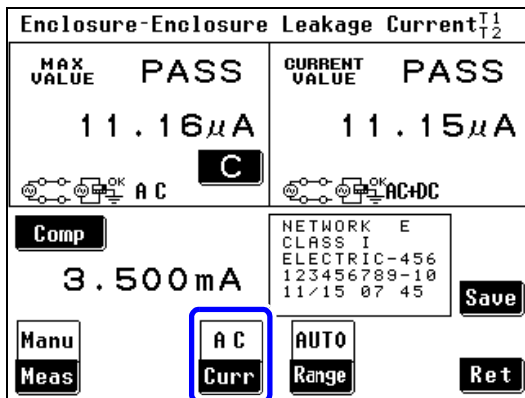 Enclosure-Enclosure Leakage Current T1 T2
MAX VALUE PASS
11.16μA
C
OK AC
CURRENT VALUE PASS
11.15μA
OK AC+DC
Comp
3.500mA
NETWORK E
CLASS I
ELECTRIC-456
123456789-10
11/15 07 45
Save
Manu
Meas
AC
Curr
AUTO
Range
Ret